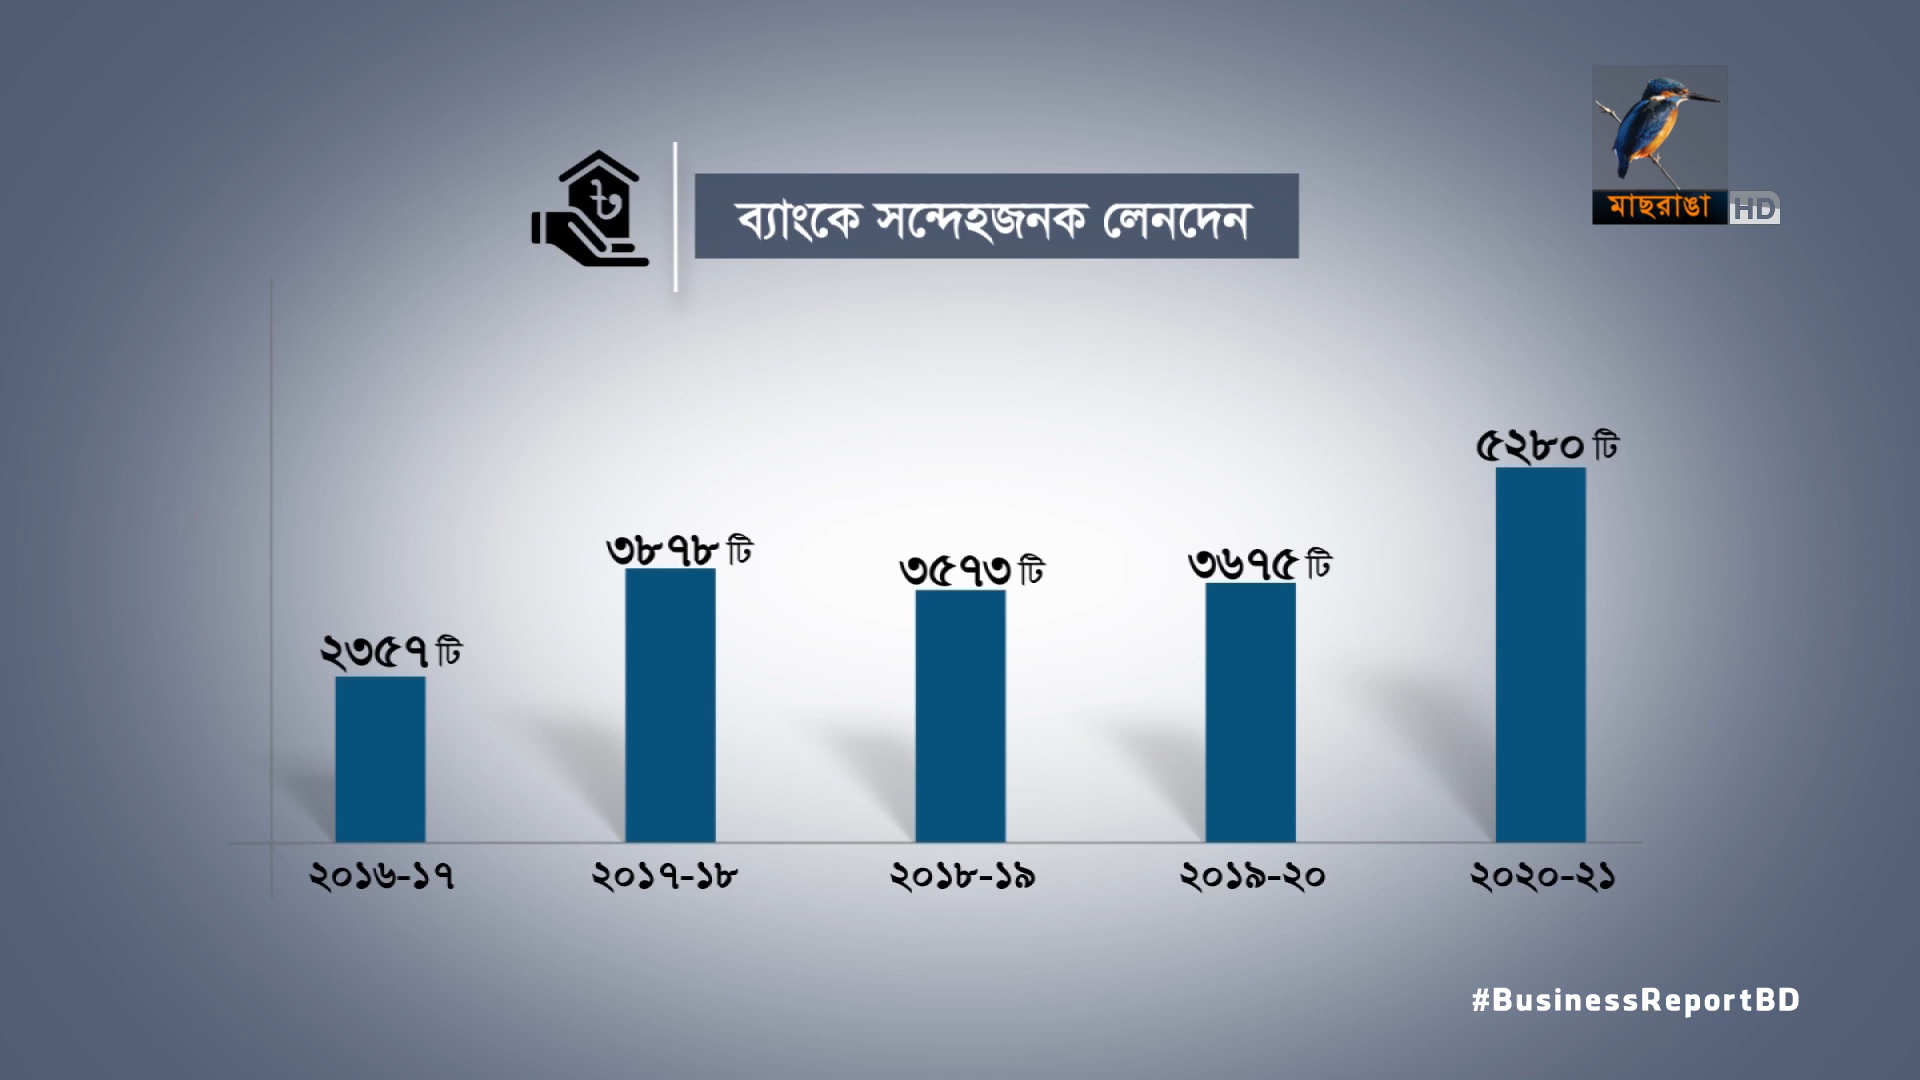 ব্যাংকে সন্দেহজনক লেনদেন
মাছরাঙা HD
৫২৪০ টি
৩৮৭৮ টি
৩৫৭৩ টি
৩৬৭৫ টি
২৩৫৭ টি
২০১৬-১৭
২০১৭-১৮
২০১৮-১৯
২০১৯-২০
২০২০-২১
#BusinessReportBD